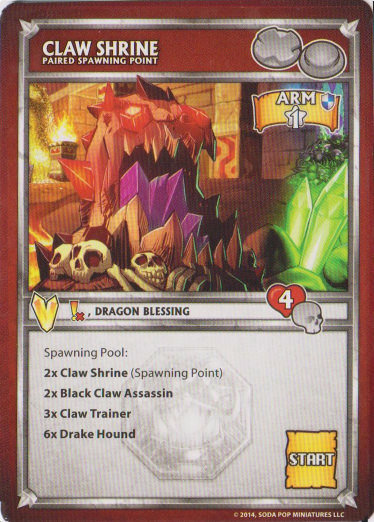 CLAW SHRINE
PAIRED SPAWNING POINT
ARM
1
4
, DRAGON BLESSING
Spawning Pool:
2x Claw Shrine (Spawning Point)
2x Black Claw Assassin
3x Claw Trainer
6x Drake Hound
START
© 2014, SODA POP MINIATURES LLC